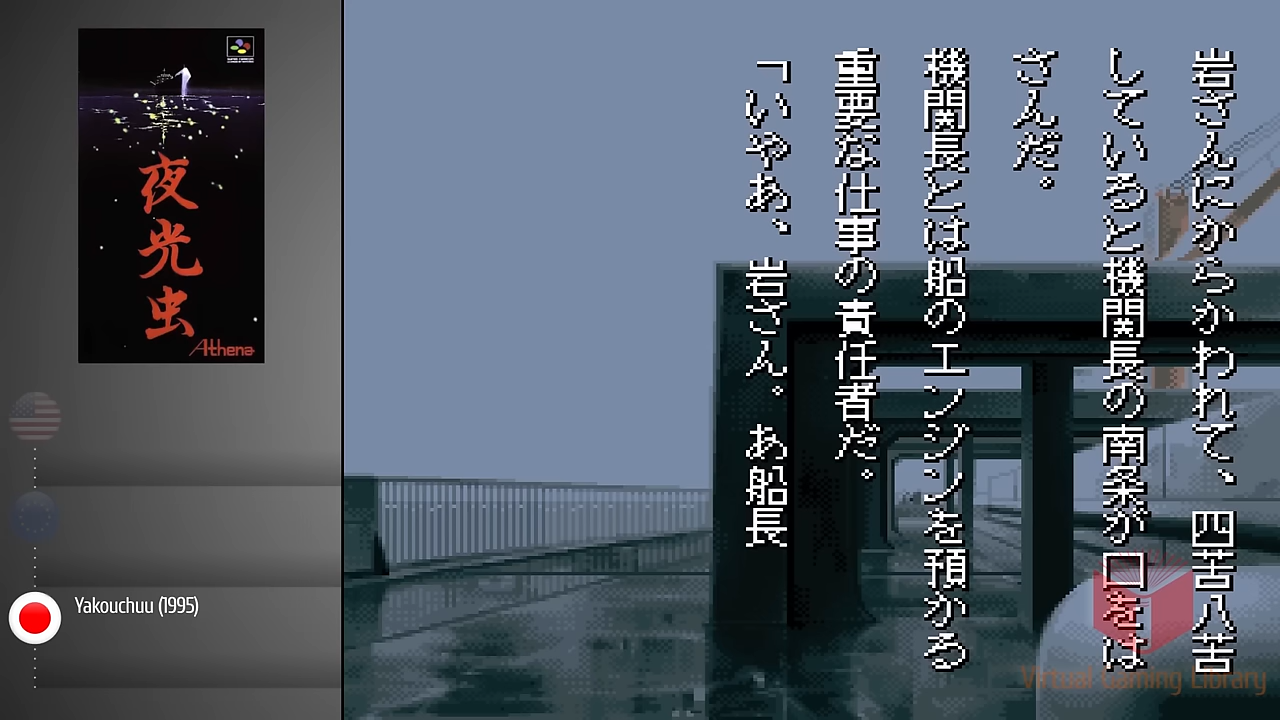 夜光虫
Athena
Yakouchuu (1995)
岩さんにからかわれて、四苦八苦
していると機関長の南条が口をは
さんだ。
機関長とは船のエンジンを預かる
重要な仕事の責任者だ。
「いやあ、岩さん。あ船長
Virtual Gaming Library